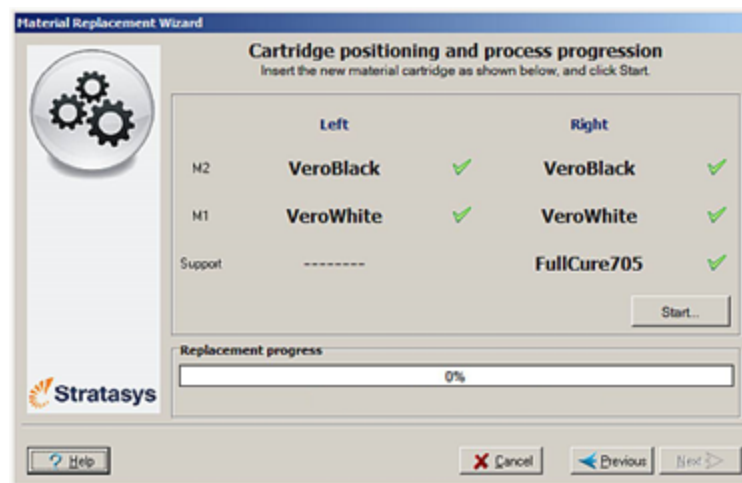 Material Replacement Wizard
Cartridge positioning and process progression
Insert the new material cartridge as shown below, and click Start.
Left Right
M2 VeroBlack VeroBlack
M1 VeroWhite VeroWhite
Support -------- FullCure705
Start...
Replacement progress
0%
Stratasys
? Help Cancel Previous Next